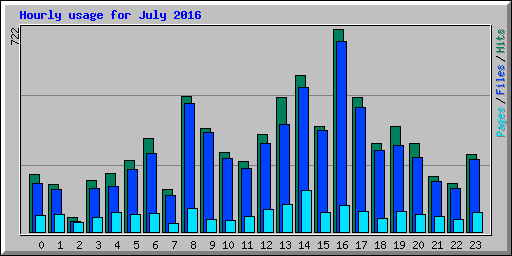 Hourly usage for July 2016
722
Pages / Files / Hits
0 1 2 3 4 5 6 7 8 9 10 11 12 13 14 15 16 17 18 19 20 21 22 23